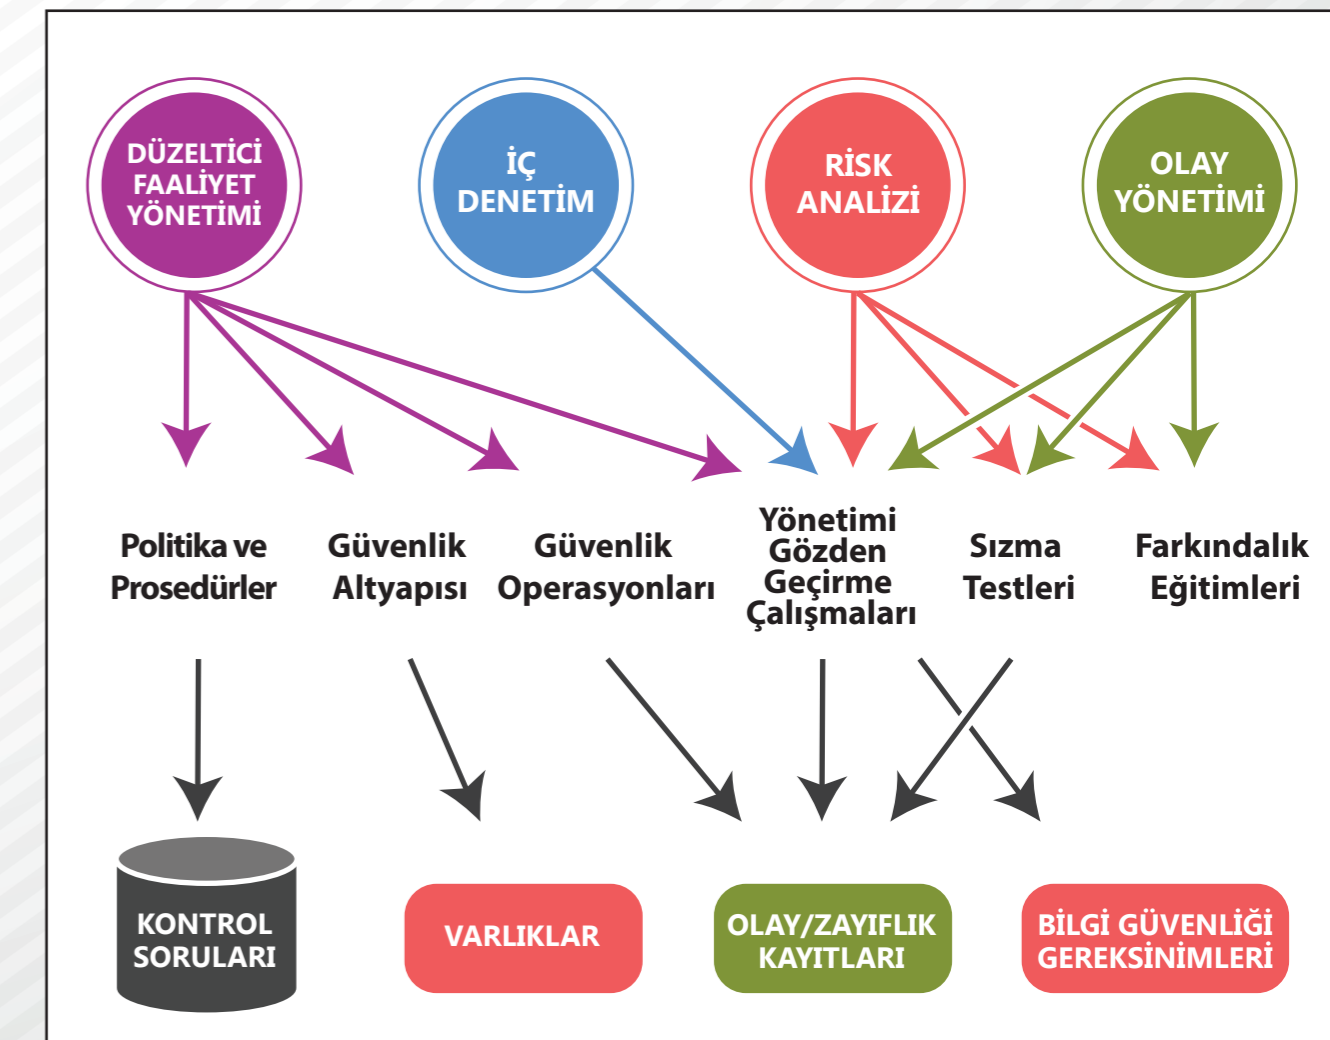 DÜZELTİCİ
FAALİYET
YÖNETİMİ
İÇ
DENETİM
RİSK
ANALİZİ
OLAY
YÖNETİMİ
Politika ve
Prosedürler
Güvenlik
Altyapısı
Güvenlik
Operasyonları
Yönetimi
Gözden
Geçirme
Çalışmaları
Sızma
Testleri
Farkındalık
Eğitimleri
KONTROL
SORULARI
VARLIKLAR
OLAY/ZAYIFLIK
KAYITLARI
BİLGİ GÜVENLİĞİ
GEREKSİNİMLERİ